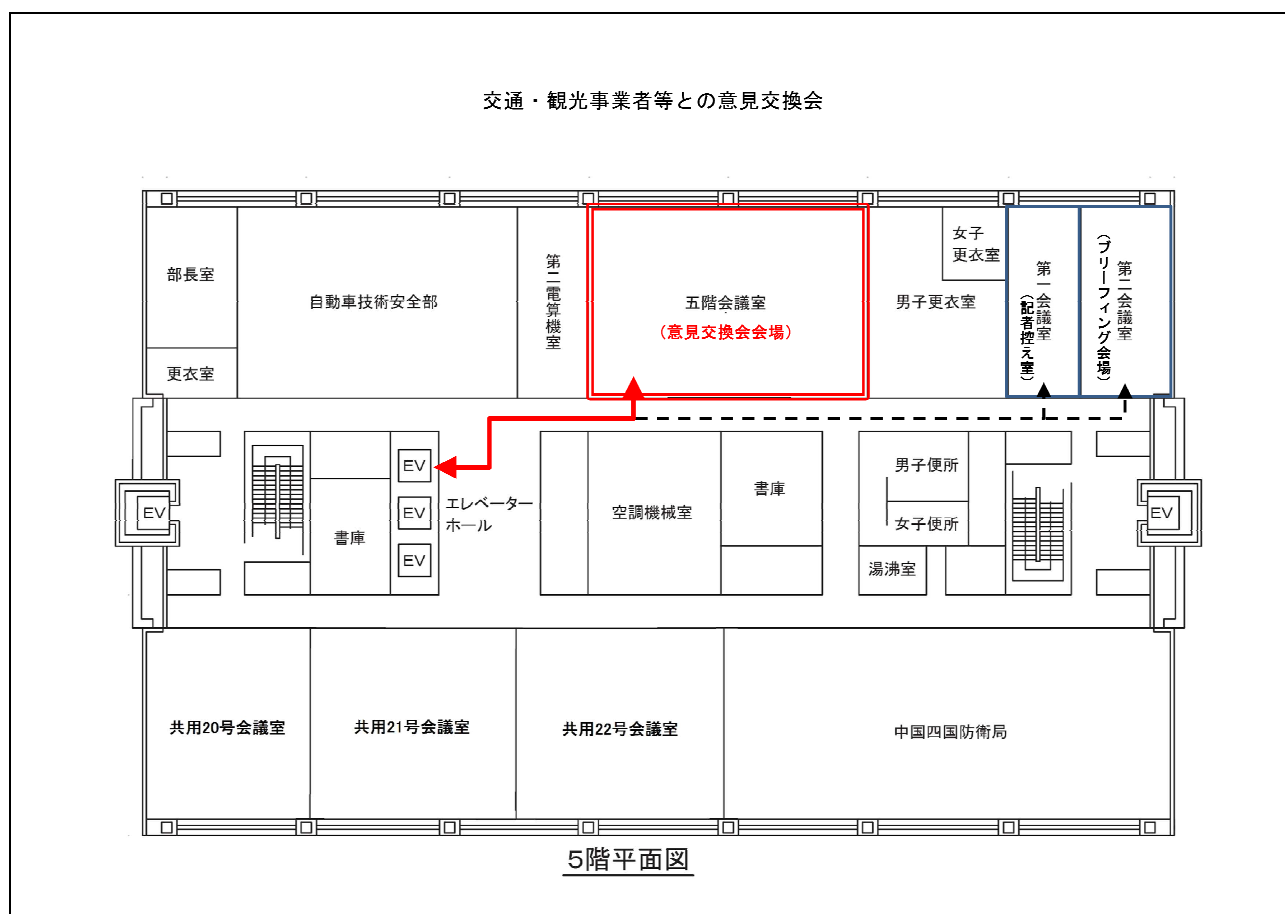 交通・観光事業者等との意見交換会
部長室
更衣室
自動車技術安全部
第二電算機室
五階会議室
(意見交換会会場)
女子
更衣室
男子更衣室
第一会議室
(記者控え室)
第二会議室
(ブリーフィング会場)
EV
書庫
EV
EV
EV
エレベーター
ホール
空調機械室
書庫
男子便所
女子便所
湯沸室
EV
共用20号会議室
共用21号会議室
共用22号会議室
中国四国防衛局
5階平面図